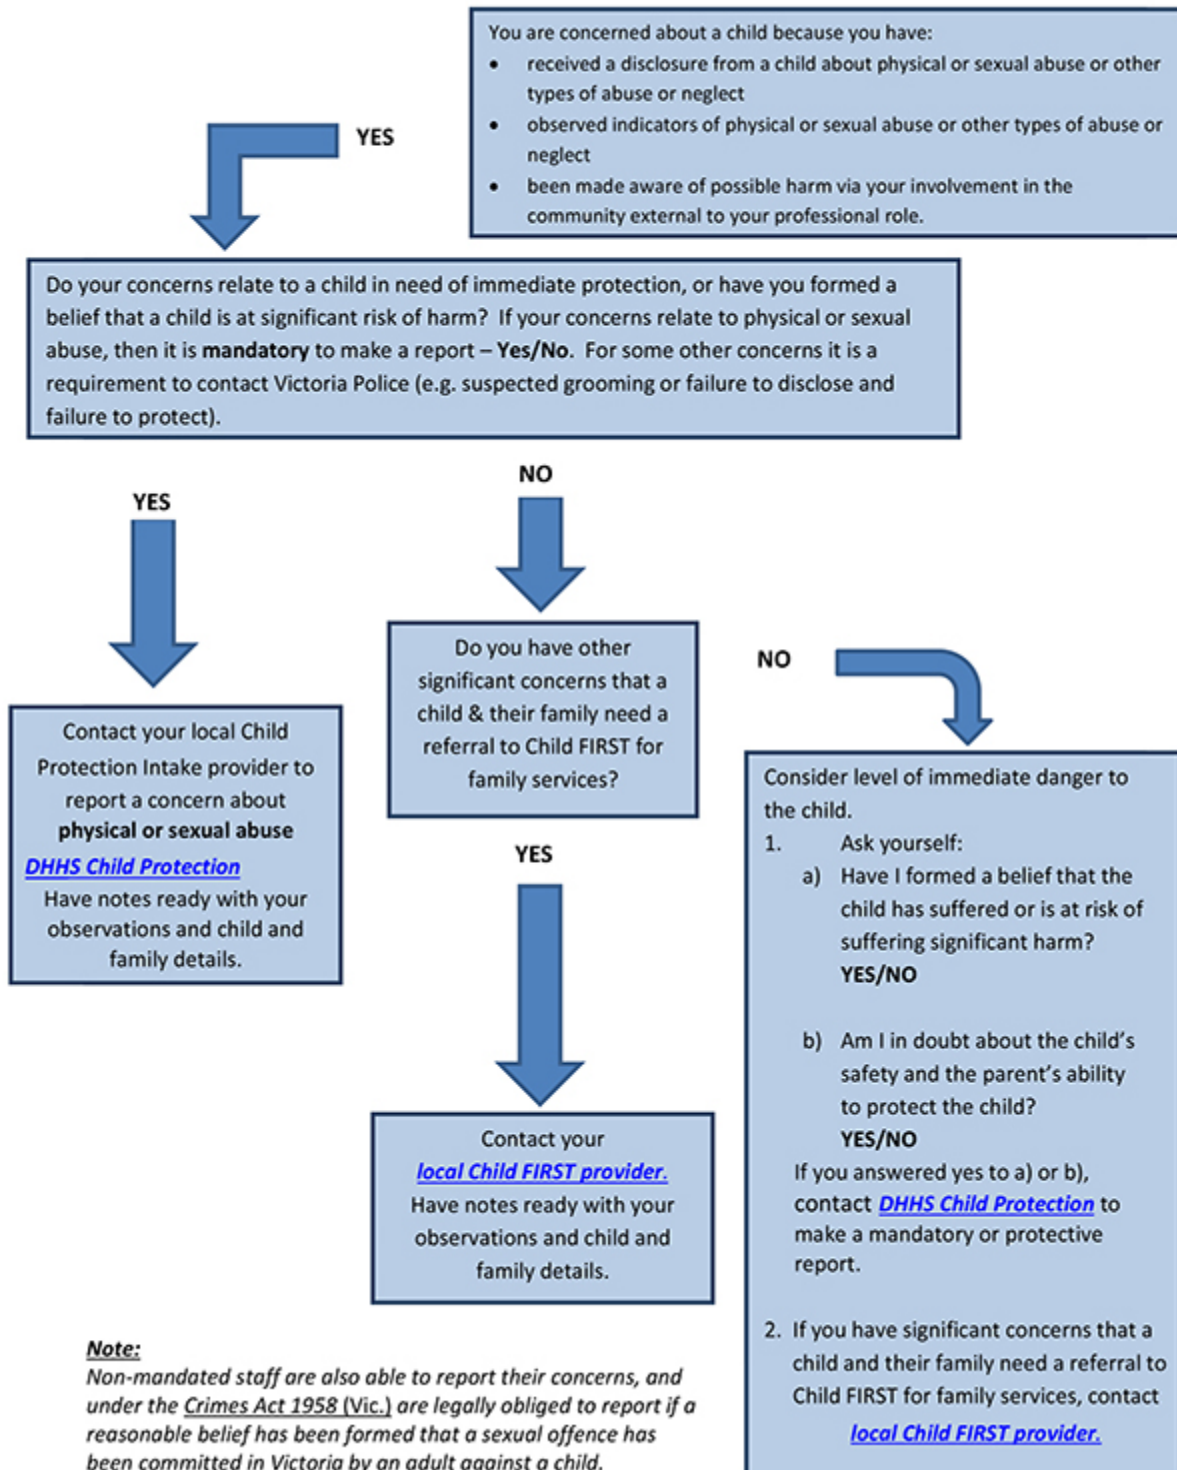 You are concerned about a child because you have:
• received a disclosure from a child about physical or sexual abuse or other
types of abuse or neglect
• observed indicators of physical or sexual abuse or other types of abuse or
neglect
• been made aware of possible harm via your involvement in the
community external to your professional role.
YES
Do your concerns relate to a child in need of immediate protection, or have you formed a
belief that a child is at significant risk of harm? If your concerns relate to physical or sexual
abuse, then it is mandatory to make a report – Yes/No. For some other concerns it is a
requirement to contact Victoria Police (e.g. suspected grooming or failure to disclose and
failure to protect).
YES
NO
Contact your local Child
Protection Intake provider to
report a concern about
physical or sexual abuse
DHHS Child Protection
Have notes ready with your
observations and child and
family details.
Do you have other
significant concerns that a
child & their family need a
referral to Child FIRST for
family services?
NO
YES
Contact your
local Child FIRST provider.
Have notes ready with your
observations and child and
family details.
Consider level of immediate danger to
the child.
1. Ask yourself:
a) Have I formed a belief that the
child has suffered or is at risk of
suffering significant harm?
YES/NO
b) Am I in doubt about the child's
safety and the parent's ability
to protect the child?
YES/NO
If you answered yes to a) or b),
contact DHHS Child Protection to
make a mandatory or protective
report.
2. If you have significant concerns that a
child and their family need a referral to
Child FIRST for family services, contact
local Child FIRST provider.
Note:
Non-mandated staff are also able to report their concerns, and
under the Crimes Act 1958 (Vic.) are legally obliged to report if a
reasonable belief has been formed that a sexual offence has
been committed in Victoria by an adult against a child.